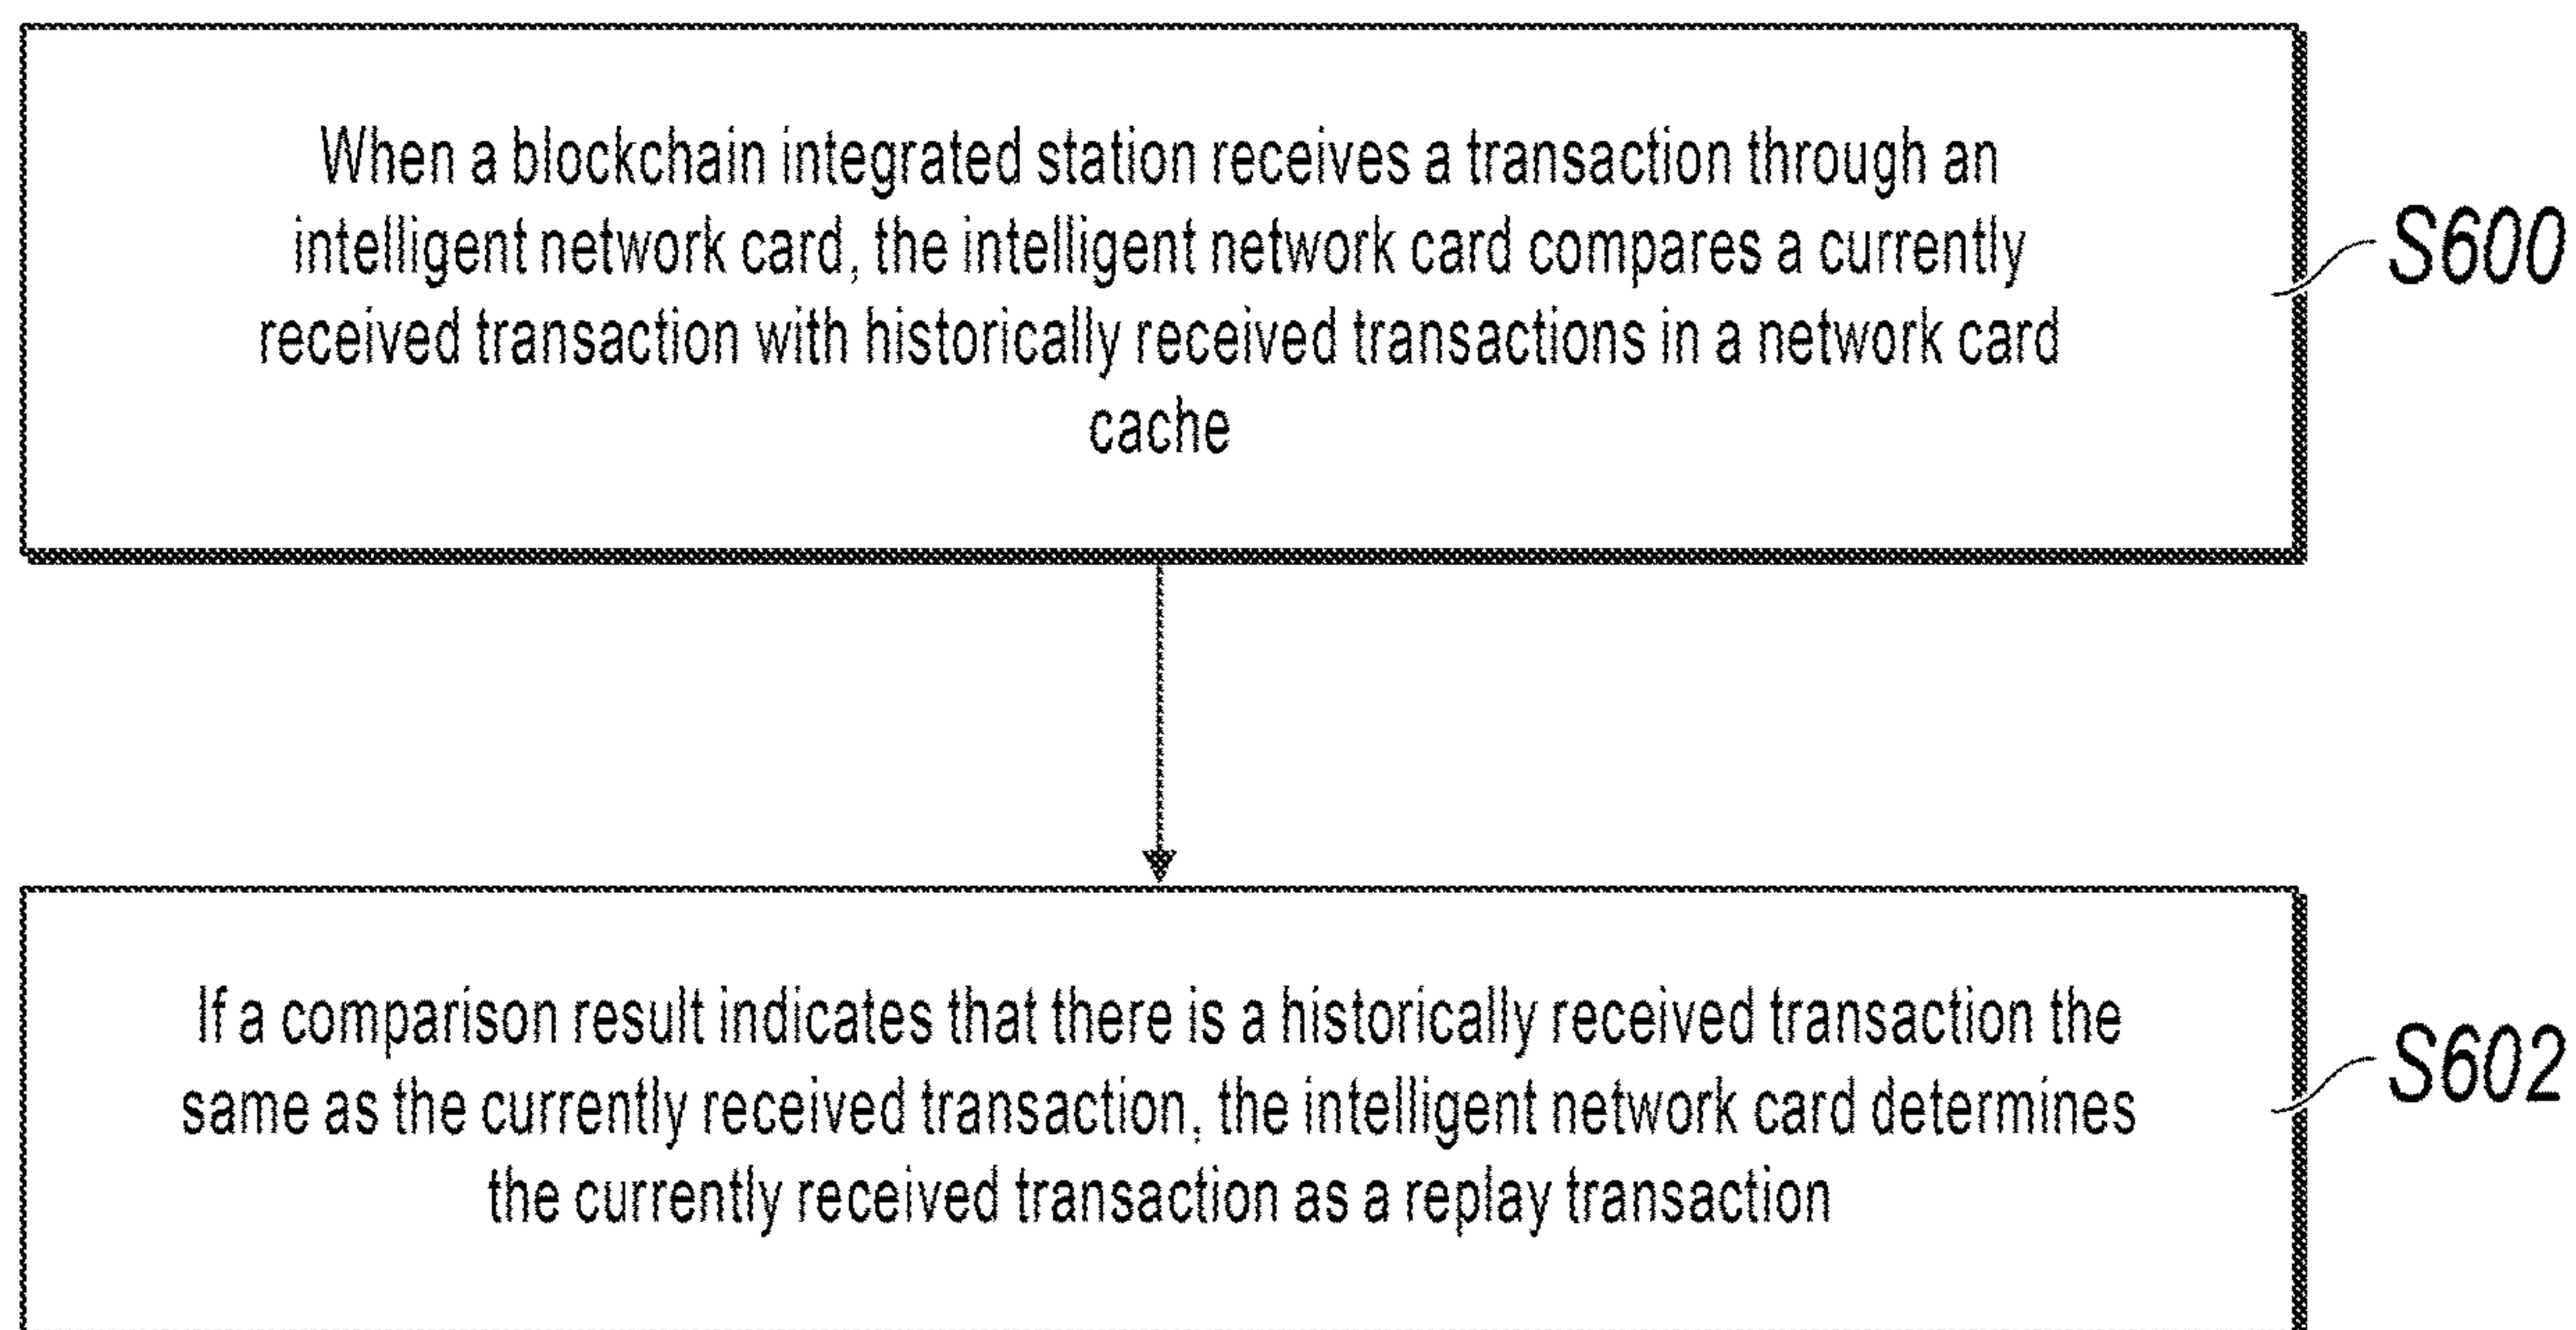 When a blockchain integrated station receives a transaction through an
intelligent network card, the intelligent network card compares a currently
received transaction with historically received transactions in a network card
cache
S600
If a comparison result indicates that there is a historically received transaction the
same as the currently received transaction, the intelligent network card determines
the currently received transaction as a replay transaction
S602